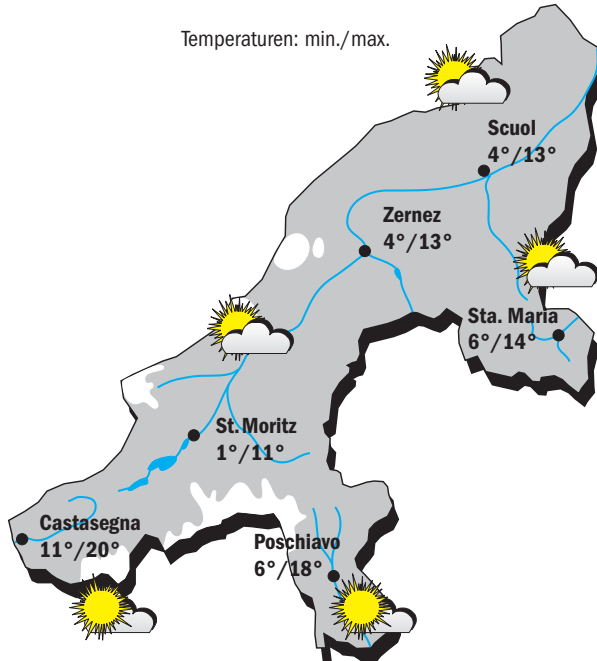 Temperaturen: min./max.
Scuol
4°/13°
Zernez
4°/13°
Sta. Maria
6°/14°
St. Moritz
1°/11°
Castasegna
11°/20°
Poschiavo
6°/18°